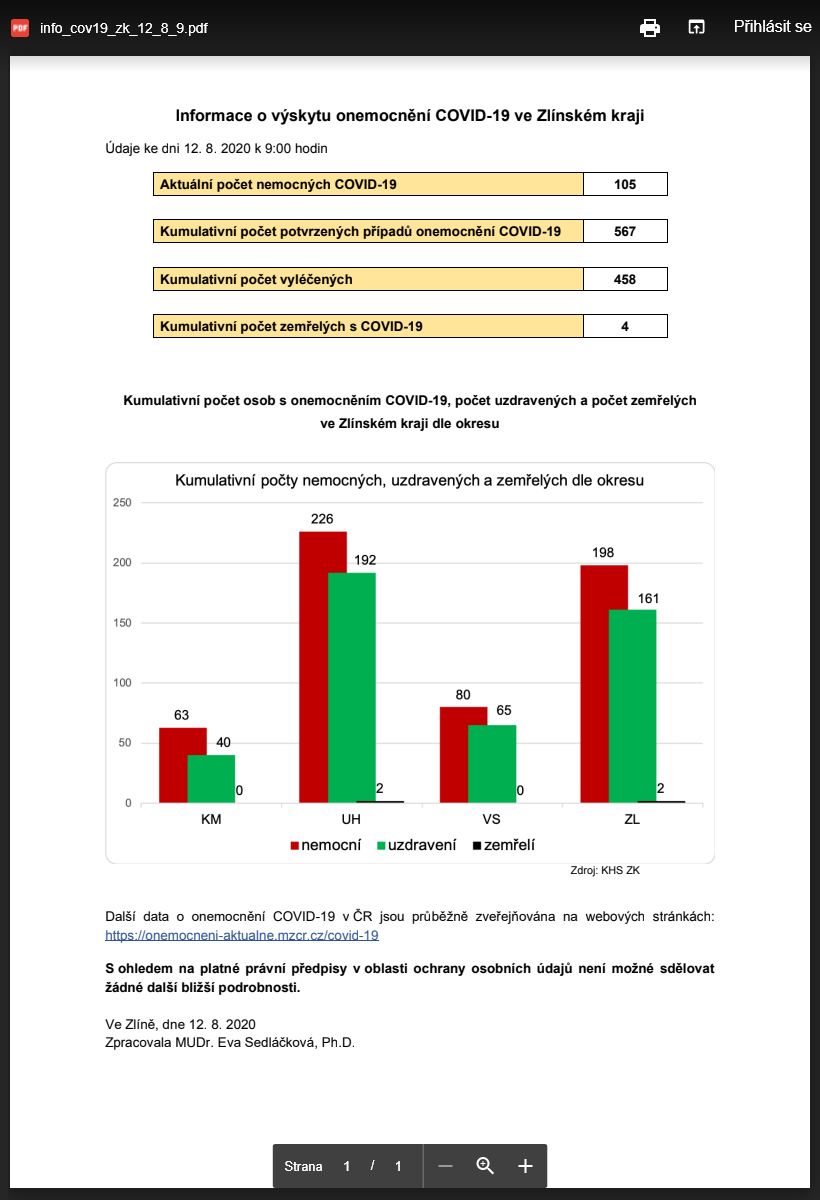 PDF info_cov19_zk_12_8_9.pdf Přihlásit se
Informace o výskytu onemocnění COVID-19 ve Zlínském kraji
Údaje ke dni 12. 8. 2020 k 9:00 hodin
Aktuální počet nemocných COVID-19 105
Kumulativní počet potvrzených případů onemocnění COVID-19 567
Kumulativní počet vyléčených 458
Kumulativní počet zemřelých s COVID-19 4
Kumulativní počet osob s onemocněním COVID-19, počet uzdravených a počet zemřelých
ve Zlínském kraji dle okresu
Kumulativní počty nemocných, uzdravených a zemřelých dle okresu
250
200
150
100
50
0
63 40 0
226 192 2
80 65 0
198 161 2
KM UH VS ZL
nemocní uzdravení zemřelí
Zdroj: KHS ZK
Další data o onemocnění COVID-19 v ČR jsou průběžně zveřejňována na webových stránkách:
https://onemocneni-aktualne.mzcr.cz/covid-19
S ohledem na platné právní předpisy v oblasti ochrany osobních údajů není možné sdělovat
žádné další bližší podrobnosti.
Ve Zlíně, dne 12. 8. 2020
Zpracovala MUDr. Eva Sedláčková, Ph.D.
Strana 1 / 1